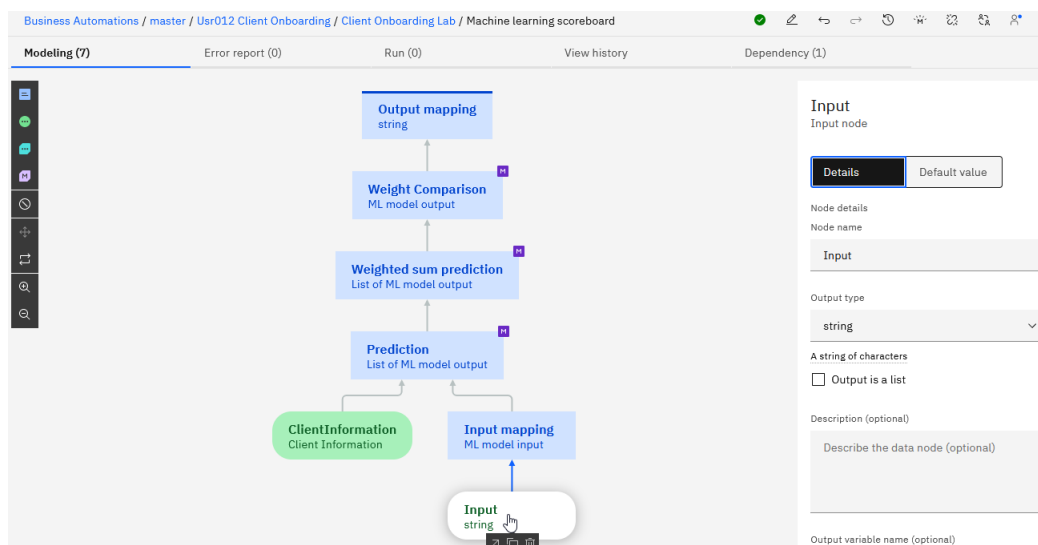 Business Automations / master / Usr012 Client Onboarding / Client Onboarding Lab / Machine learning scoreboard
Modeling (7)
Error report (0)
Run (0)
View history
Dependency (1)
Output mapping
string
M
Weight Comparison
ML model output
M
Weighted sum prediction
List of ML model output
M
Prediction
List of ML model output
ClientInformation
Client Information
Input mapping
ML model input
Input
string
Input
Input node
Details
Default value
Node details
Node name
Input
Output type
string
A string of characters
Output is a list
Description (optional)
Describe the data node (optional)
Output variable name (optional)